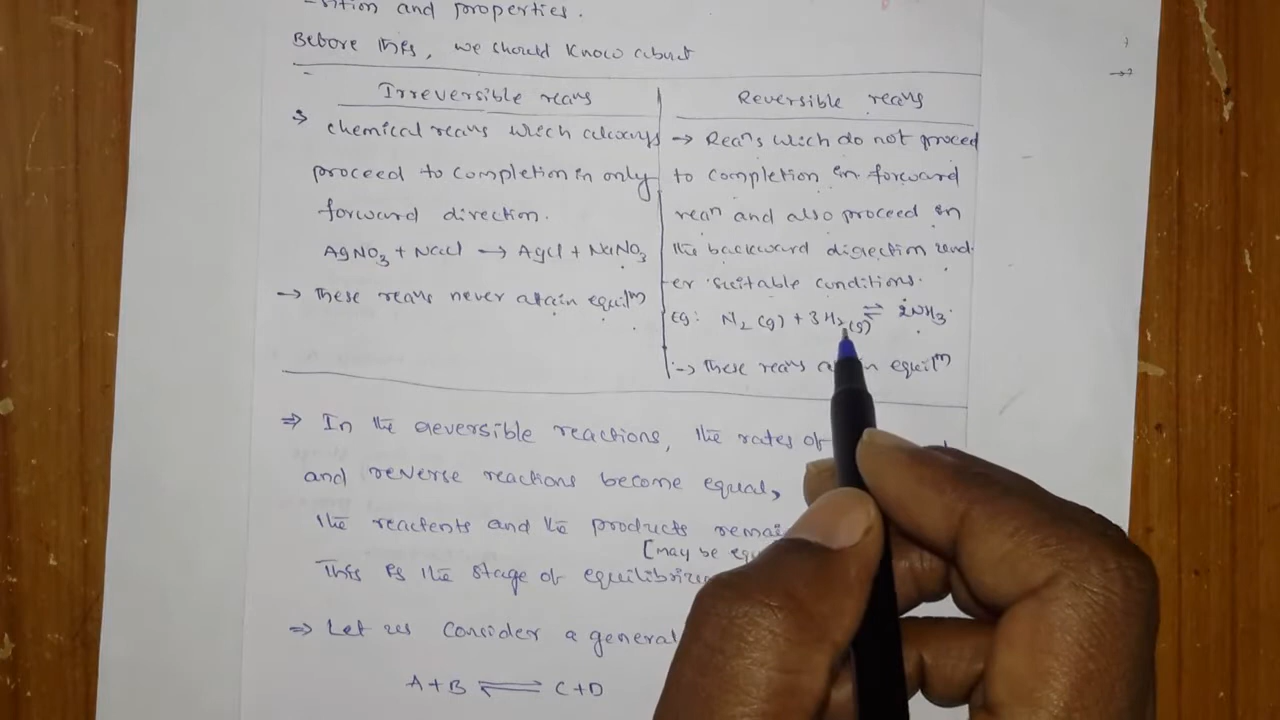 -sition and properties.
Before this, we should know about
Irreversible reaⁿs
→ chemical reaⁿs which always
proceed to completion in only
forward direction.
AgNO₃ + NaCl → AgCl + NaNO₃
→ These reaⁿs never attain equilᵐ
Reversible reaⁿs
→ Reaⁿs which do not proceed
to completion in forward
reaⁿ and also proceed in
the backward direction und-
er suitable conditions.
eg: N₂ (g) + 3H₂(g) ⇌ 2NH₃
→ These reaⁿs equilᵐ
⇒ In the reversible reactions, the rates of
and reverse reactions become equal,
the reactents and the products
[may be
This is the stage of
⇒ Let us consider a general
A+B ⇌ C+D